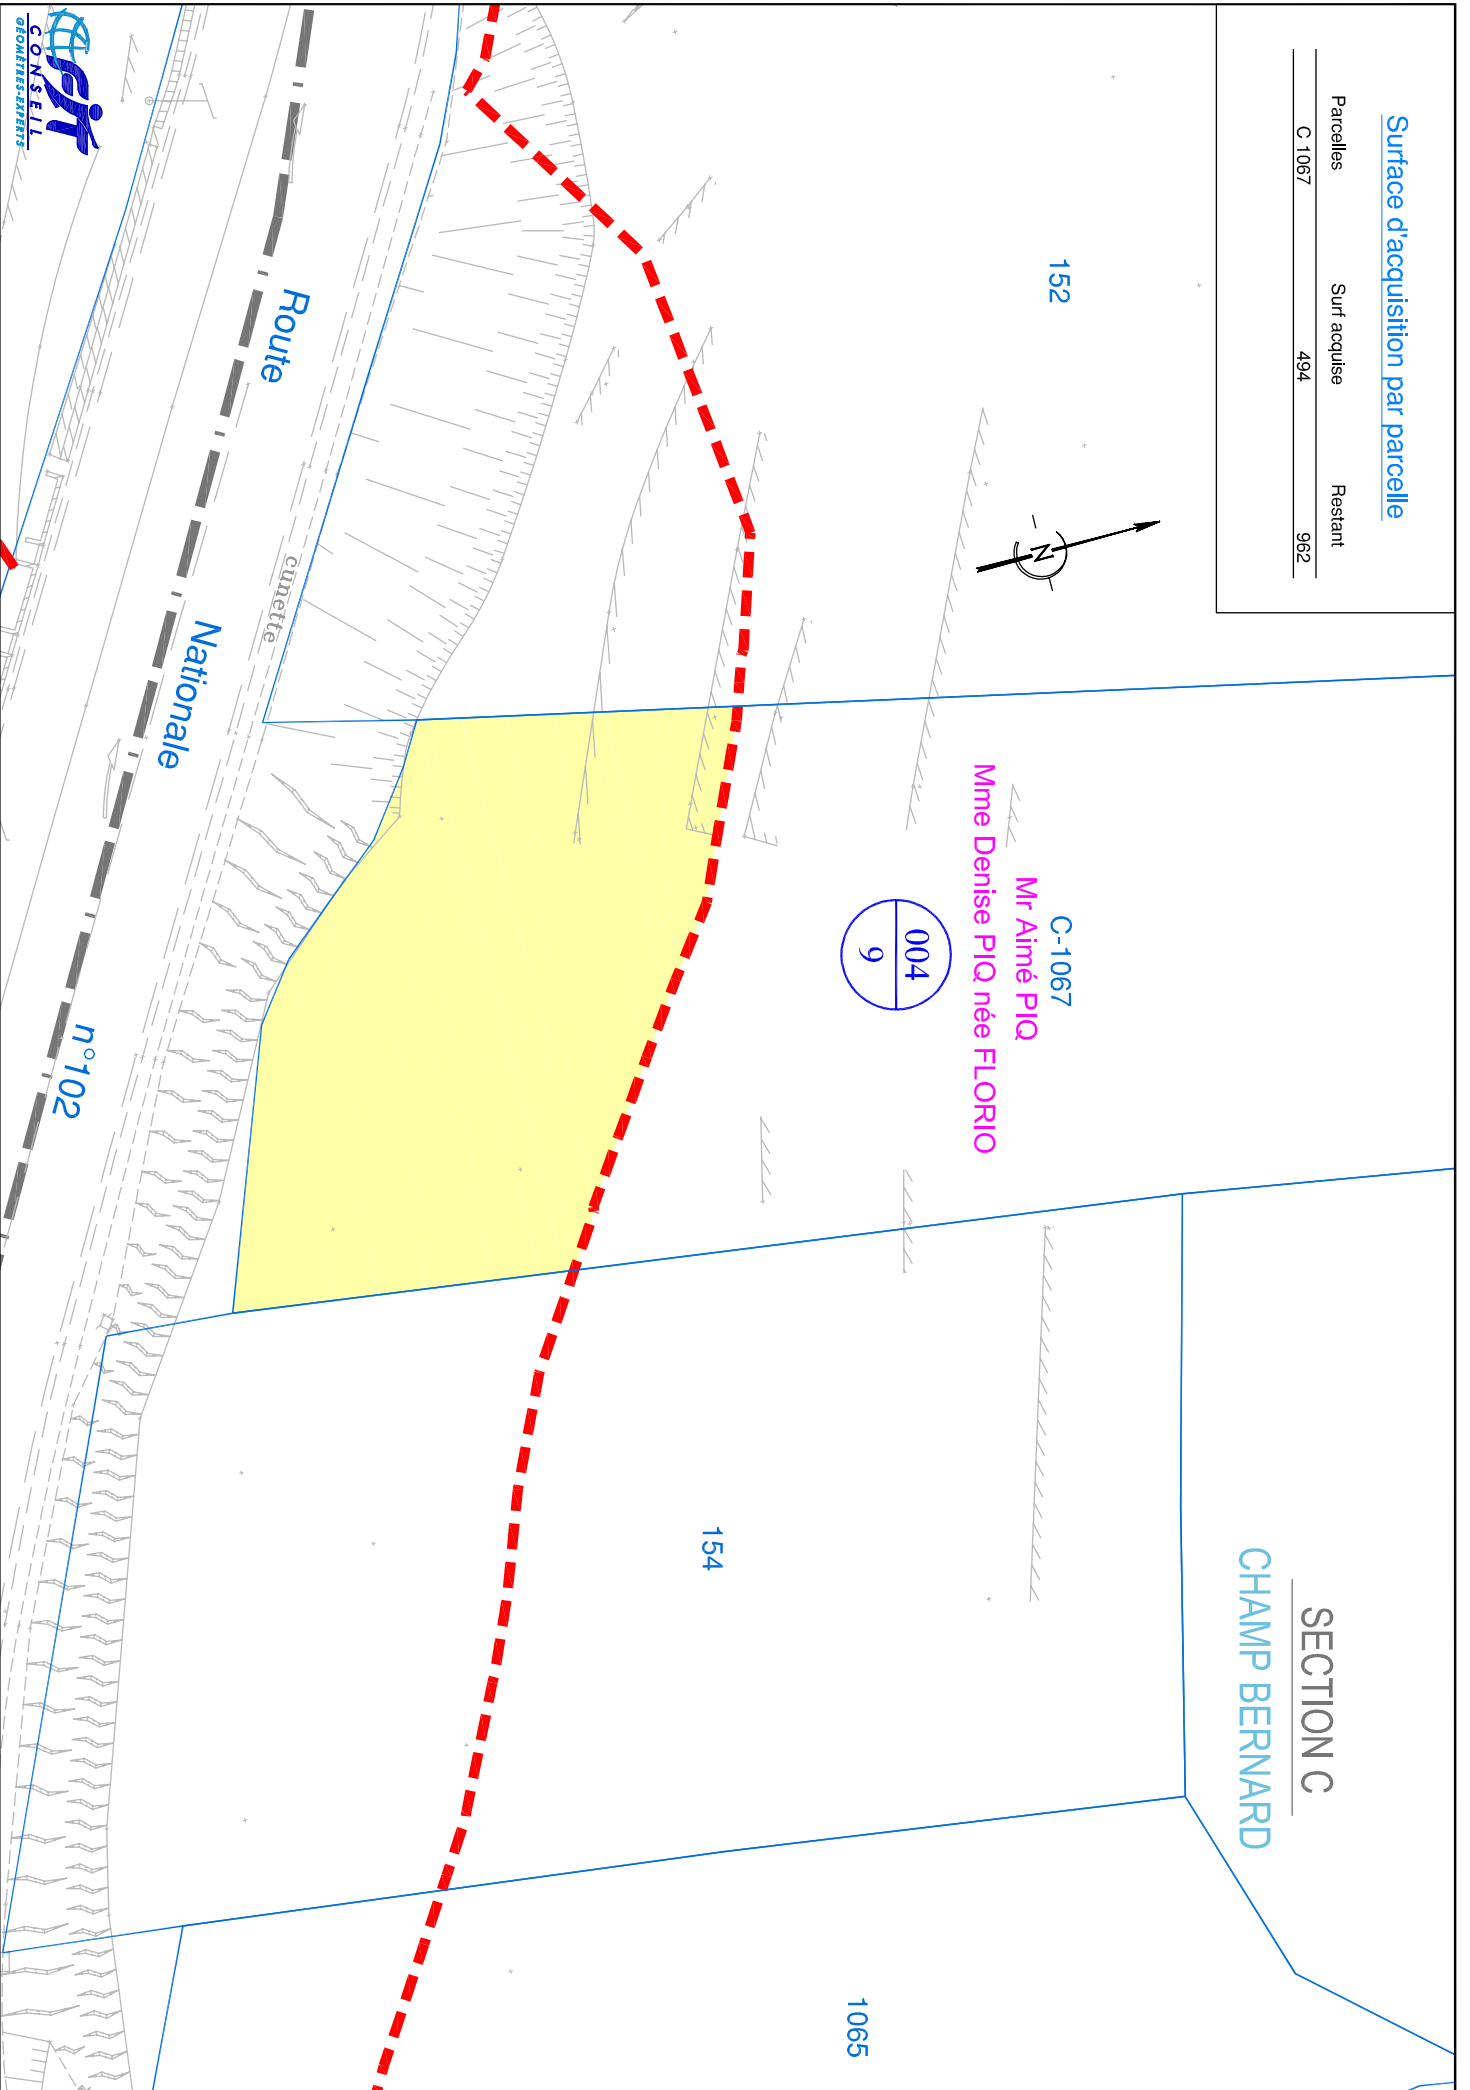 Surface d'acquisition par parcelle
Parcelles Surf acquise Restant
C 1067 494 962
SECTION C
CHAMP BERNARD
152
N
C-1067
Mr Aimé PIQ
Mme Denise PIQ née FLORIO
004
9
154
1065
cunette
Route Nationale n°102
FIT
CONSEIL
GÉOMÈTRES-EXPERTS